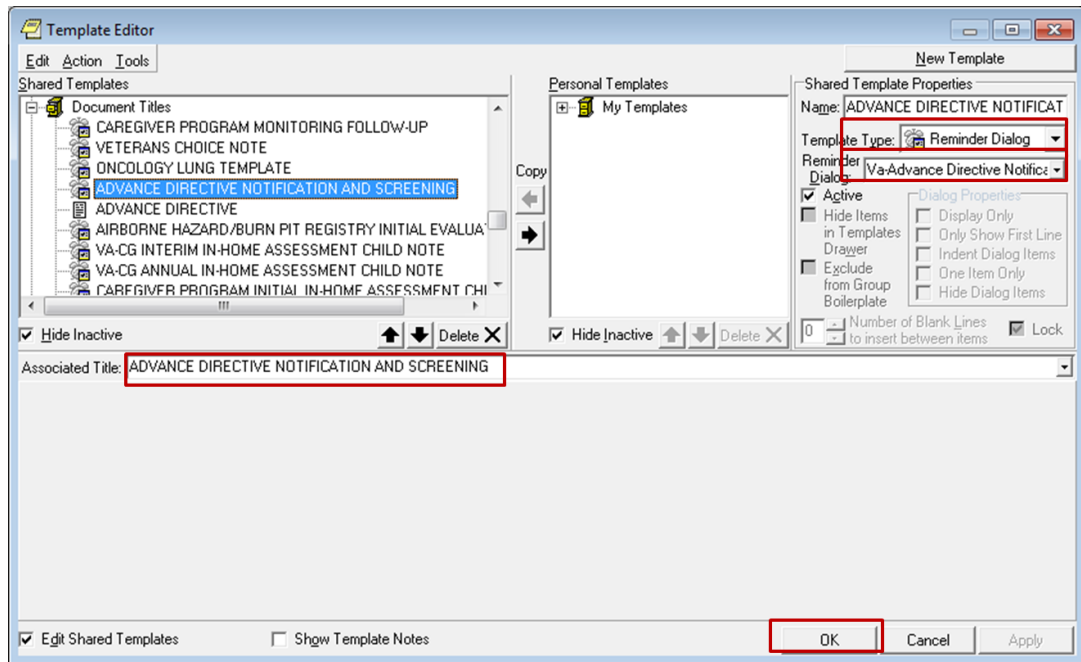 Template Editor
Edit Action Tools
New Template
Shared Templates
Document Titles
CAREGIVER PROGRAM MONITORING FOLLOW-UP
VETERANS CHOICE NOTE
ONCOLOGY LUNG TEMPLATE
ADVANCE DIRECTIVE NOTIFICATION AND SCREENING
ADVANCE DIRECTIVE
AIRBORNE HAZARD/BURN PIT REGISTRY INITIAL EVALUA
VA-CG INTERIM IN-HOME ASSESSMENT CHILD NOTE
VA-CG ANNUAL IN-HOME ASSESSMENT CHILD NOTE
CAREGIVER PROGRAM INITIAL IN-HOME ASSESSMENT CHI
Hide Inactive
Delete
Copy
Personal Templates
My Templates
Hide Inactive
Delete
Shared Template Properties
Name: ADVANCE DIRECTIVE NOTIFICAT
Template Type: Reminder Dialog
Reminder
Dialog: Va-Advance Directive Notifica
Active
Hide Items
in Templates
Drawer
Exclude
from Group
Boilerplate
Dialog Properties
Display Only
Only Show First Line
Indent Dialog Items
One Item Only
Hide Dialog Items
0 Number of Blank Lines
to insert between items
Lock
Associated Title: ADVANCE DIRECTIVE NOTIFICATION AND SCREENING
Edit Shared Templates
Show Template Notes
OK
Cancel
Apply